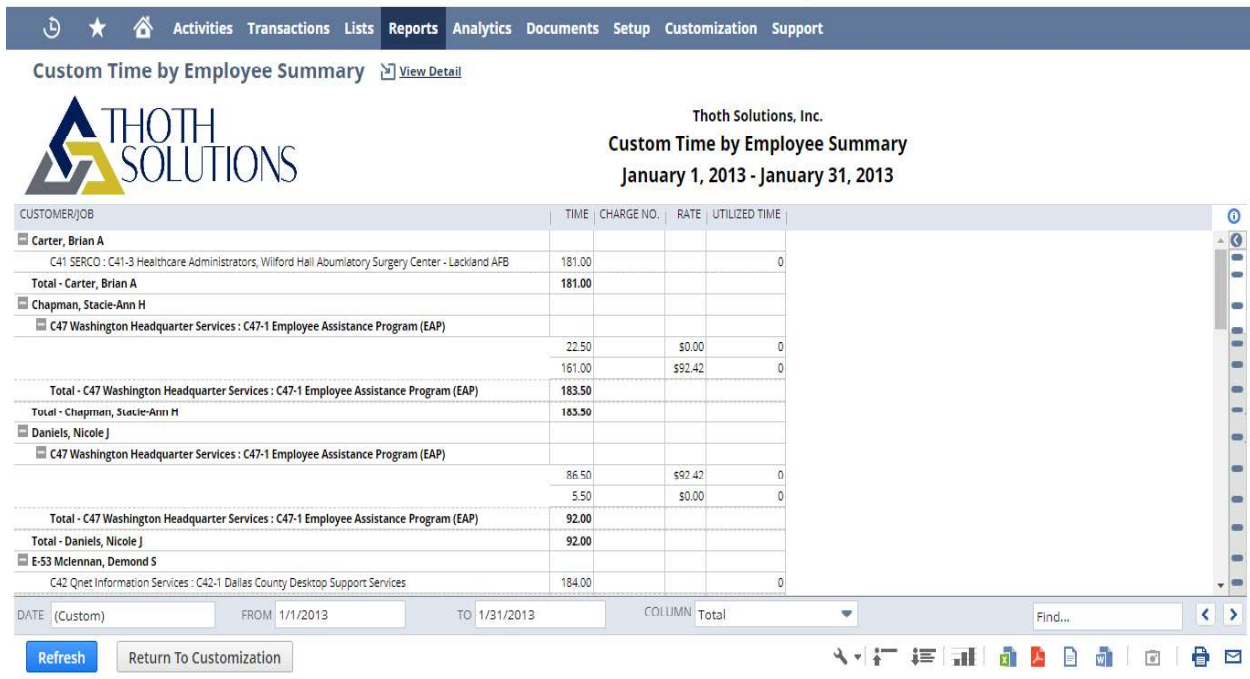 Activities Transactions Lists Reports Analytics Documents Setup Customization Support
Custom Time by Employee Summary View Detail
THOTH
SOLUTIONS
Thoth Solutions, Inc.
Custom Time by Employee Summary
January 1, 2013 - January 31, 2013
CUSTOMER/JOB TIME CHARGE NO. RATE UTILIZED TIME
Carter, Brian A
C41 SERCO : C41-3 Healthcare Administrators, Wilford Hall Abumlatory Surgery Center - Lackland AFB 181.00 0
Total - Carter, Brian A 181.00
Chapman, Stacie-Ann H
C47 Washington Headquarter Services : C47-1 Employee Assistance Program (EAP)
22.50 $0.00 0
161.00 $92.42 0
Total - C47 Washington Headquarter Services : C47-1 Employee Assistance Program (EAP) 183.50
Total - Chapman, Stacie-Ann H 183.50
Daniels, Nicole J
C47 Washington Headquarter Services : C47-1 Employee Assistance Program (EAP)
86.50 $92.42 0
5.50 $0.00 0
Total - C47 Washington Headquarter Services : C47-1 Employee Assistance Program (EAP) 92.00
Total - Daniels, Nicole J 92.00
E-53 Mclennan, Demond S
C42 Qnet Information Services : C42-1 Dallas County Desktop Support Services 184.00 0
DATE (Custom) FROM 1/1/2013 TO 1/31/2013 COLUMN Total Find...
Refresh Return To Customization